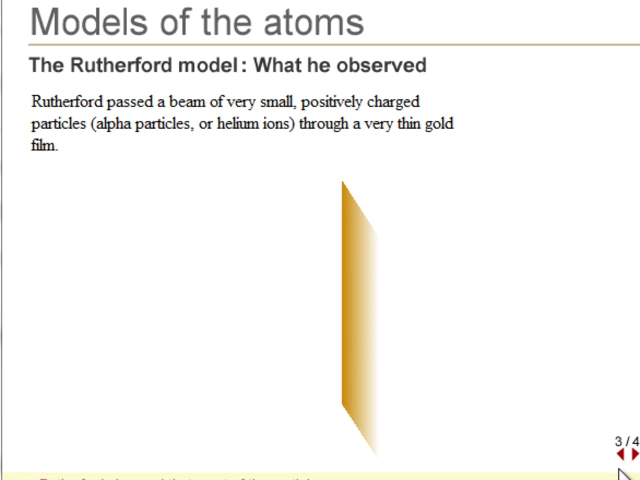 Models of the atoms
The Rutherford model: What he observed
Rutherford passed a beam of very small, positively charged
particles (alpha particles, or helium ions) through a very thin gold
film.
3/4